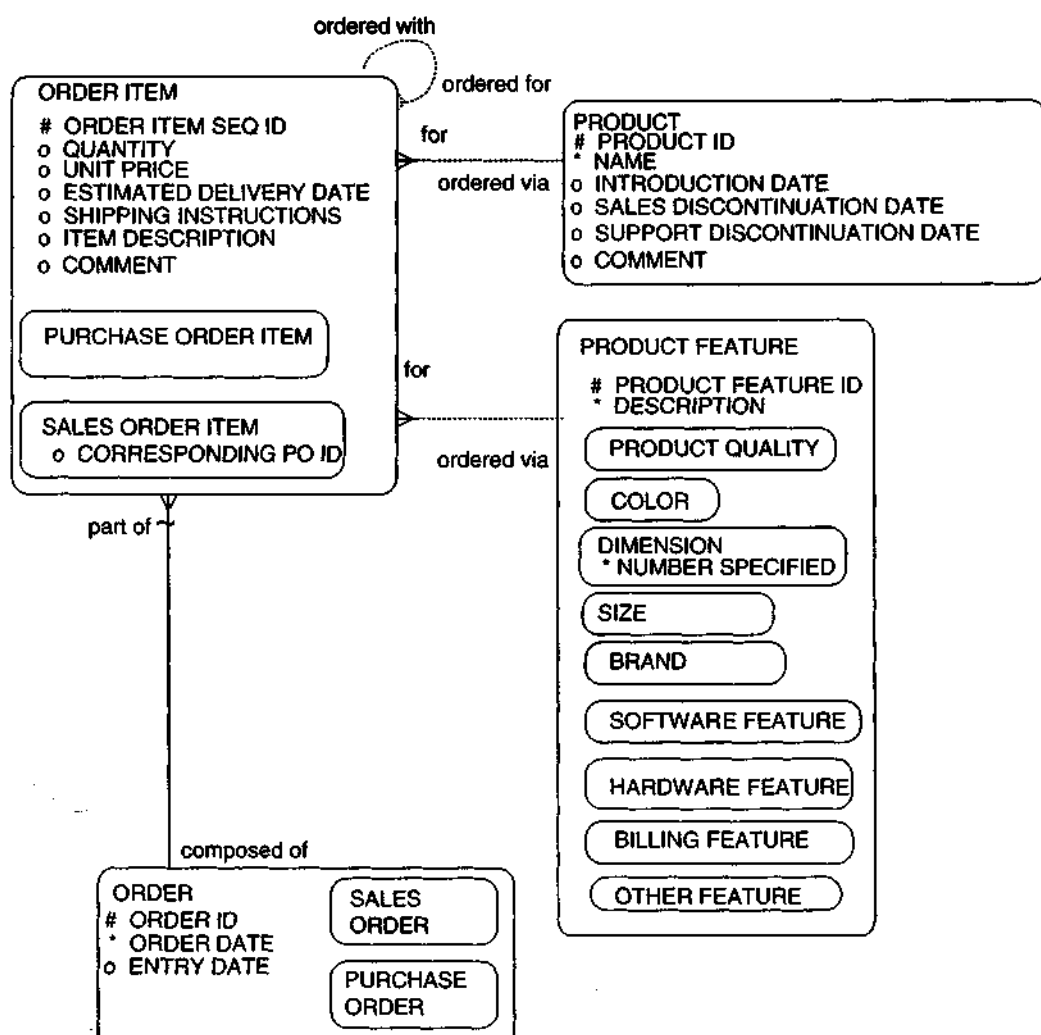 ordered with
ordered for
ORDER ITEM
# ORDER ITEM SEQ ID
o QUANTITY
o UNIT PRICE
o ESTIMATED DELIVERY DATE
o SHIPPING INSTRUCTIONS
o ITEM DESCRIPTION
o COMMENT
PURCHASE ORDER ITEM
SALES ORDER ITEM
o CORRESPONDING PO ID
for
ordered via
PRODUCT
# PRODUCT ID
* NAME
o INTRODUCTION DATE
o SALES DISCONTINUATION DATE
o SUPPORT DISCONTINUATION DATE
o COMMENT
for
ordered via
PRODUCT FEATURE
# PRODUCT FEATURE ID
* DESCRIPTION
PRODUCT QUALITY
COLOR
DIMENSION
* NUMBER SPECIFIED
SIZE
BRAND
SOFTWARE FEATURE
HARDWARE FEATURE
BILLING FEATURE
OTHER FEATURE
part of ~
composed of
ORDER
# ORDER ID
* ORDER DATE
o ENTRY DATE
SALES
ORDER
PURCHASE
ORDER